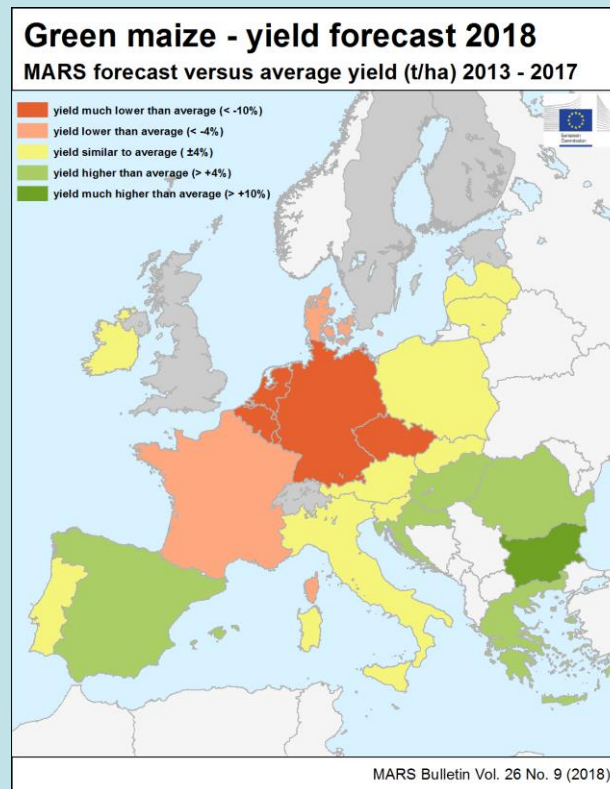 Green maize - yield forecast 2018
MARS forecast versus average yield (t/ha) 2013 - 2017
yield much lower than average (< -10%)
yield lower than average (< -4%)
yield similar to average ( ±4%)
yield higher than average (> +4%)
yield much higher than average (> +10%)
European
Commission
MARS Bulletin Vol. 26 No. 9 (2018)